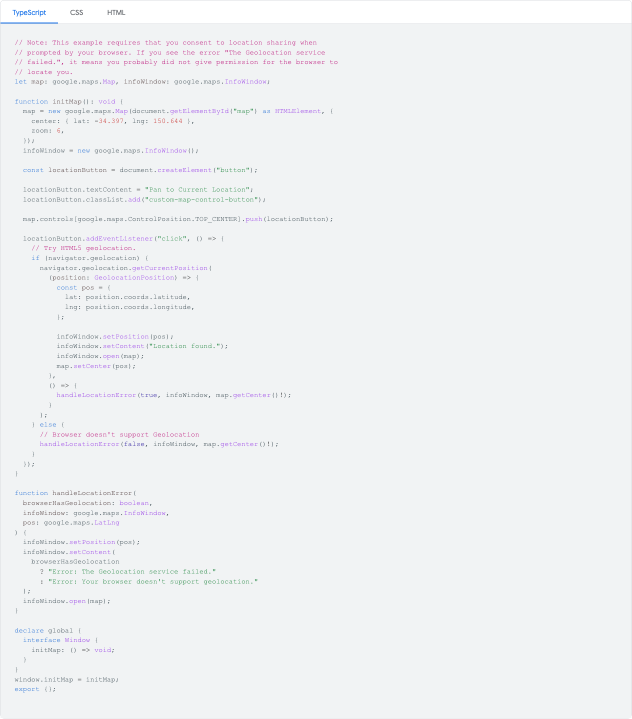 TypeScript CSS HTML
// Note: This example requires that you consent to location sharing when
// prompted by your browser. If you see the error "The Geolocation service
// failed.", it means you probably did not give permission for the browser to
// locate you.
let map: google.maps.Map, infoWindow: google.maps.InfoWindow;

function initMap(): void {
  map = new google.maps.Map(document.getElementById("map") as HTMLElement, {
    center: { lat: -34.397, lng: 150.644 },
    zoom: 6,
  });
  infoWindow = new google.maps.InfoWindow();

  const locationButton = document.createElement("button");

  locationButton.textContent = "Pan to Current Location";
  locationButton.classList.add("custom-map-control-button");

  map.controls[google.maps.ControlPosition.TOP_CENTER].push(locationButton);

  locationButton.addEventListener("click", () => {
    // Try HTML5 geolocation.
    if (navigator.geolocation) {
      navigator.geolocation.getCurrentPosition(
        (position: GeolocationPosition) => {
          const pos = {
            lat: position.coords.latitude,
            lng: position.coords.longitude,
          };

          infoWindow.setPosition(pos);
          infoWindow.setContent("Location found.");
          infoWindow.open(map);
          map.setCenter(pos);
        },
        () => {
          handleLocationError(true, infoWindow, map.getCenter()!);
        }
      );
    } else {
      // Browser doesn't support Geolocation
      handleLocationError(false, infoWindow, map.getCenter()!);
    }
  });
}

function handleLocationError(
  browserHasGeolocation: boolean,
  infoWindow: google.maps.InfoWindow,
  pos: google.maps.LatLng
) {
  infoWindow.setPosition(pos);
  infoWindow.setContent(
    browserHasGeolocation
      ? "Error: The Geolocation service failed."
      : "Error: Your browser doesn't support geolocation."
  );
  infoWindow.open(map);
}

declare global {
  interface Window {
    initMap: () => void;
  }
}
window.initMap = initMap;
export {};